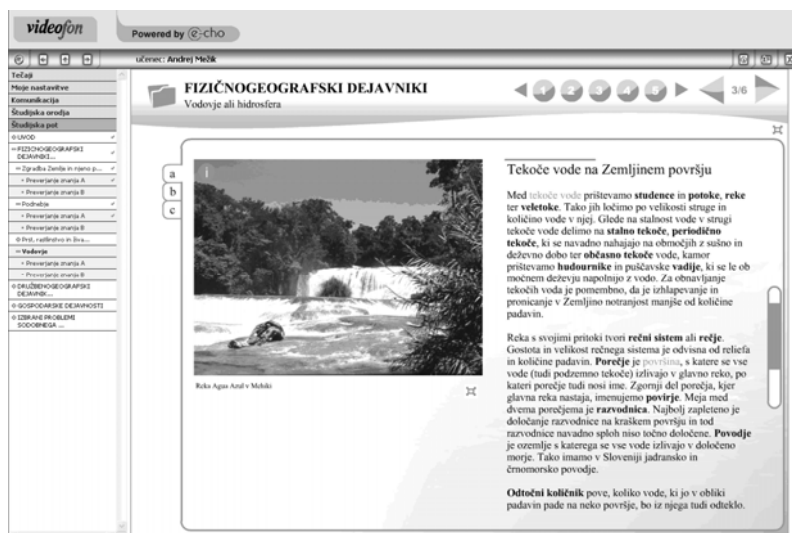 videofon
Powered by e-cho
učenec: Andrej Mežik
Tečaji
Moje nastavitve
Komunikacija
Študijska orodja
Študijska pot
UVOD
FIZIČNOGEOGRAFSKI
DEJAVNIKI...
Zgradba Zemlje in njeno p...
Preverjanje znanja A
Preverjanje znanja B
Podnebje
Preverjanje znanja A
Preverjanje znanja B
Prst, rastlinstvo in živa...
Vodovje
Preverjanje znanja A
Preverjanje znanja B
DRUŽBENOGEOGRAFSKI
DEJAVNIK...
GOSPODARSKE DEJAVNOSTI
IZBRANI PROBLEMI
SODOBNEGA ...
FIZIČNOGEOGRAFSKI DEJAVNIKI
Vodovje ali hidrosfera
1 2 3 4 5
3/6
a
b
c
i
Reka Agua Azul v Mehiki
Tekoče vode na Zemljinem površju
Med tekoče vode prištevamo studence in potoke, reke
ter veletoke. Tako jih ločimo po velikosti struge in
količino vode v njej. Glede na stalnost vode v strugi
tekoče vode delimo na stalno tekoče, periodično
tekoče, ki se navadno nahajajo na območjih z sušno in
deževno dobo ter občasno tekoče vode, kamor
prištevamo hudournike in puščavske vadije, ki se le ob
močnem deževju napolnijo z vodo. Za obnavljanje
tekočih voda je pomembno, da je izhlapevanje in
pronicanje v Zemljino notranjost manjše od količine
padavin.
Reka s svojimi pritoki tvori rečni sistem ali rečje.
Gostota in velikost rečnega sistema je odvisna od reliefa
in količine padavin. Porečje je površina, s katere se vse
vode (tudi podzemno tekoče) izlivajo v glavno reko, po
kateri porečje tudi nosi ime. Zgornji del porečja, kjer
glavna reka nastaja, imenujemo povirje. Meja med
dvema porečjema je razvodnica. Najbolj zapleteno je
določanje razvodnice na kraškem površju in tod
razvodnice navadno sploh niso točno določene. Povodje
je ozemlje s katerega se vse vode izlivajo v določeno
morje. Tako imamo v Sloveniji jadransko in
črnomorsko povodje.
Odtočni količnik pove, koliko vode, ki jo v obliki
padavin pade na neko površje, bo iz njega tudi odteklo.